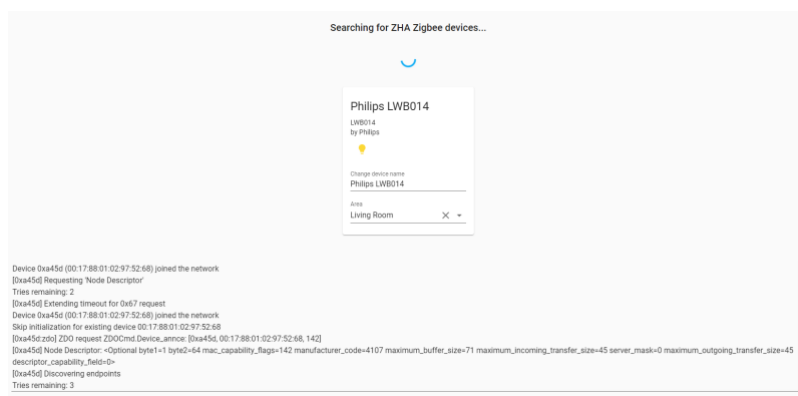 Searching for ZHA Zigbee devices...
Philips LWB014
LWB014
by Philips
Change device name
Philips LWB014
Area
Living Room
Device 0xa45d (00:17:88:01:02:97:52:68) joined the network
[0xa45d] Requesting 'Node Descriptor'
Tries remaining: 2
[0xa45d] Extending timeout for 0x67 request
Device 0xa45d (00:17:88:01:02:97:52:68) joined the network
Skip initialization for existing device 00:17:88:01:02:97:52:68
[0xa45d:zdo] ZDO request ZDOCmd.Device_annce: [0xa45d, 00:17:88:01:02:97:52:68, 142]
[0xa45d] Node Descriptor: <Optional byte1=1 byte2=64 mac_capability_flags=142 manufacturer_code=4107 maximum_buffer_size=71 maximum_incoming_transfer_size=45 server_mask=0 maximum_outgoing_transfer_size=45
descriptor_capability_field=0>
[0xa45d] Discovering endpoints
Tries remaining: 3